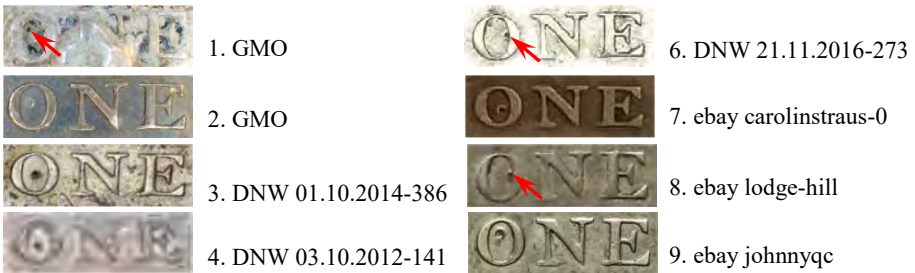 ONE 1. GMO
ONE 2. GMO
ONE 3. DNW 01.10.2014-386
ONE 4. DNW 03.10.2012-141
ONE 6. DNW 21.11.2016-273
ONE 7. ebay carolinstraus-0
ONE 8. ebay lodge-hill
ONE 9. ebay johnnyqc